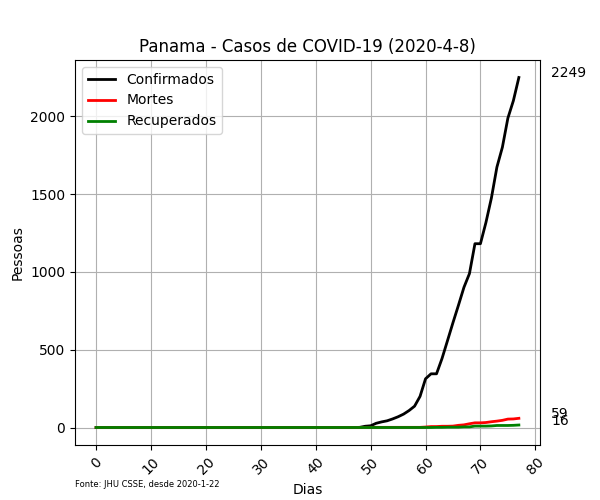 Panama - Casos de COVID-19 (2020-4-8)
Confirmados
Mortes
Recuperados
2249
59
16
Pessoas
2000
1500
1000
500
0
0 10 20 30 40 50 60 70 80
Dias
Fonte: JHU CSSE, desde 2020-1-22